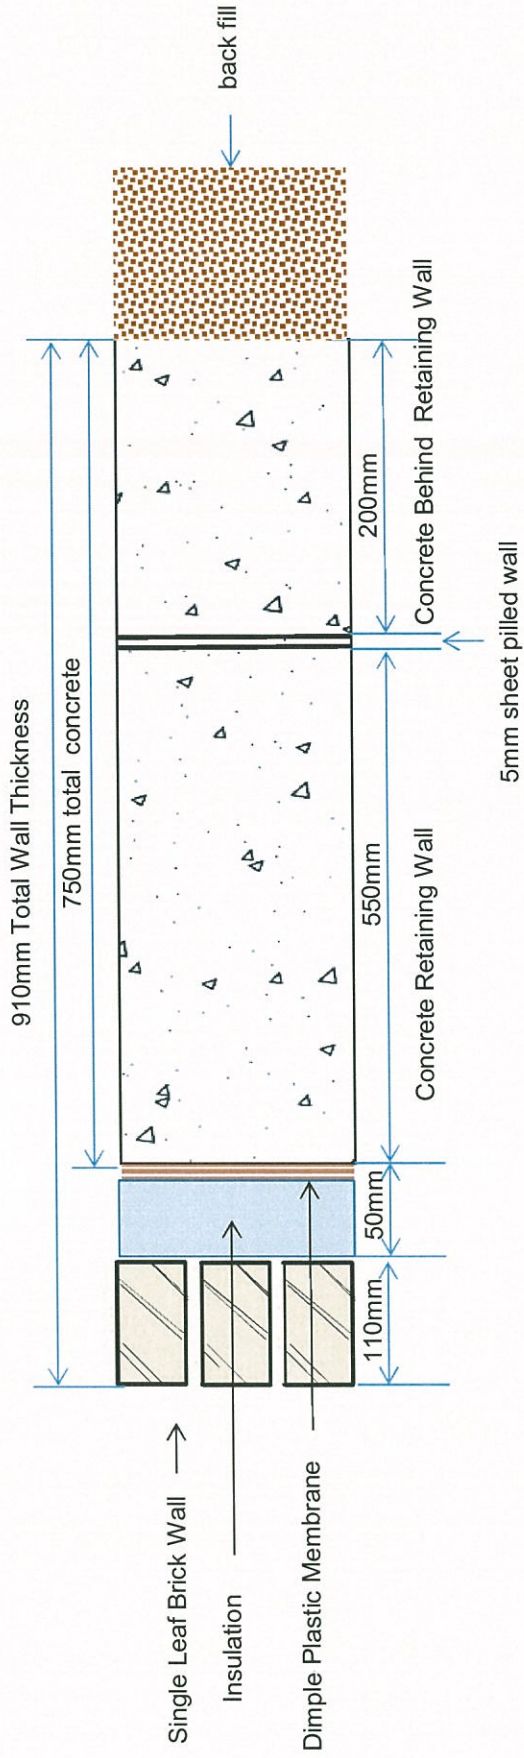 910mm Total Wall Thickness
750mm total concrete
Single Leaf Brick Wall
Insulation
Dimple Plastic Membrane
back fill
110mm
50mm
550mm
200mm
Concrete Retaining Wall
Concrete Behind Retaining Wall
5mm sheet pilled wall